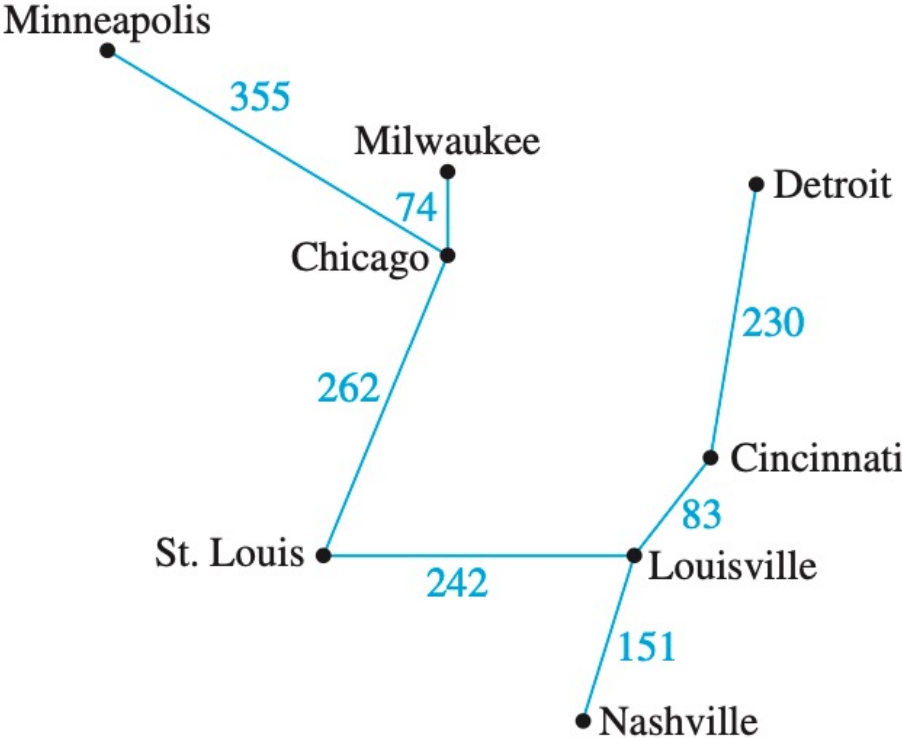 Minneapolis
355
Milwaukee
Detroit
74
Chicago
230
262
Cincinnati
83
St. Louis
Louisville
242
151
Nashville